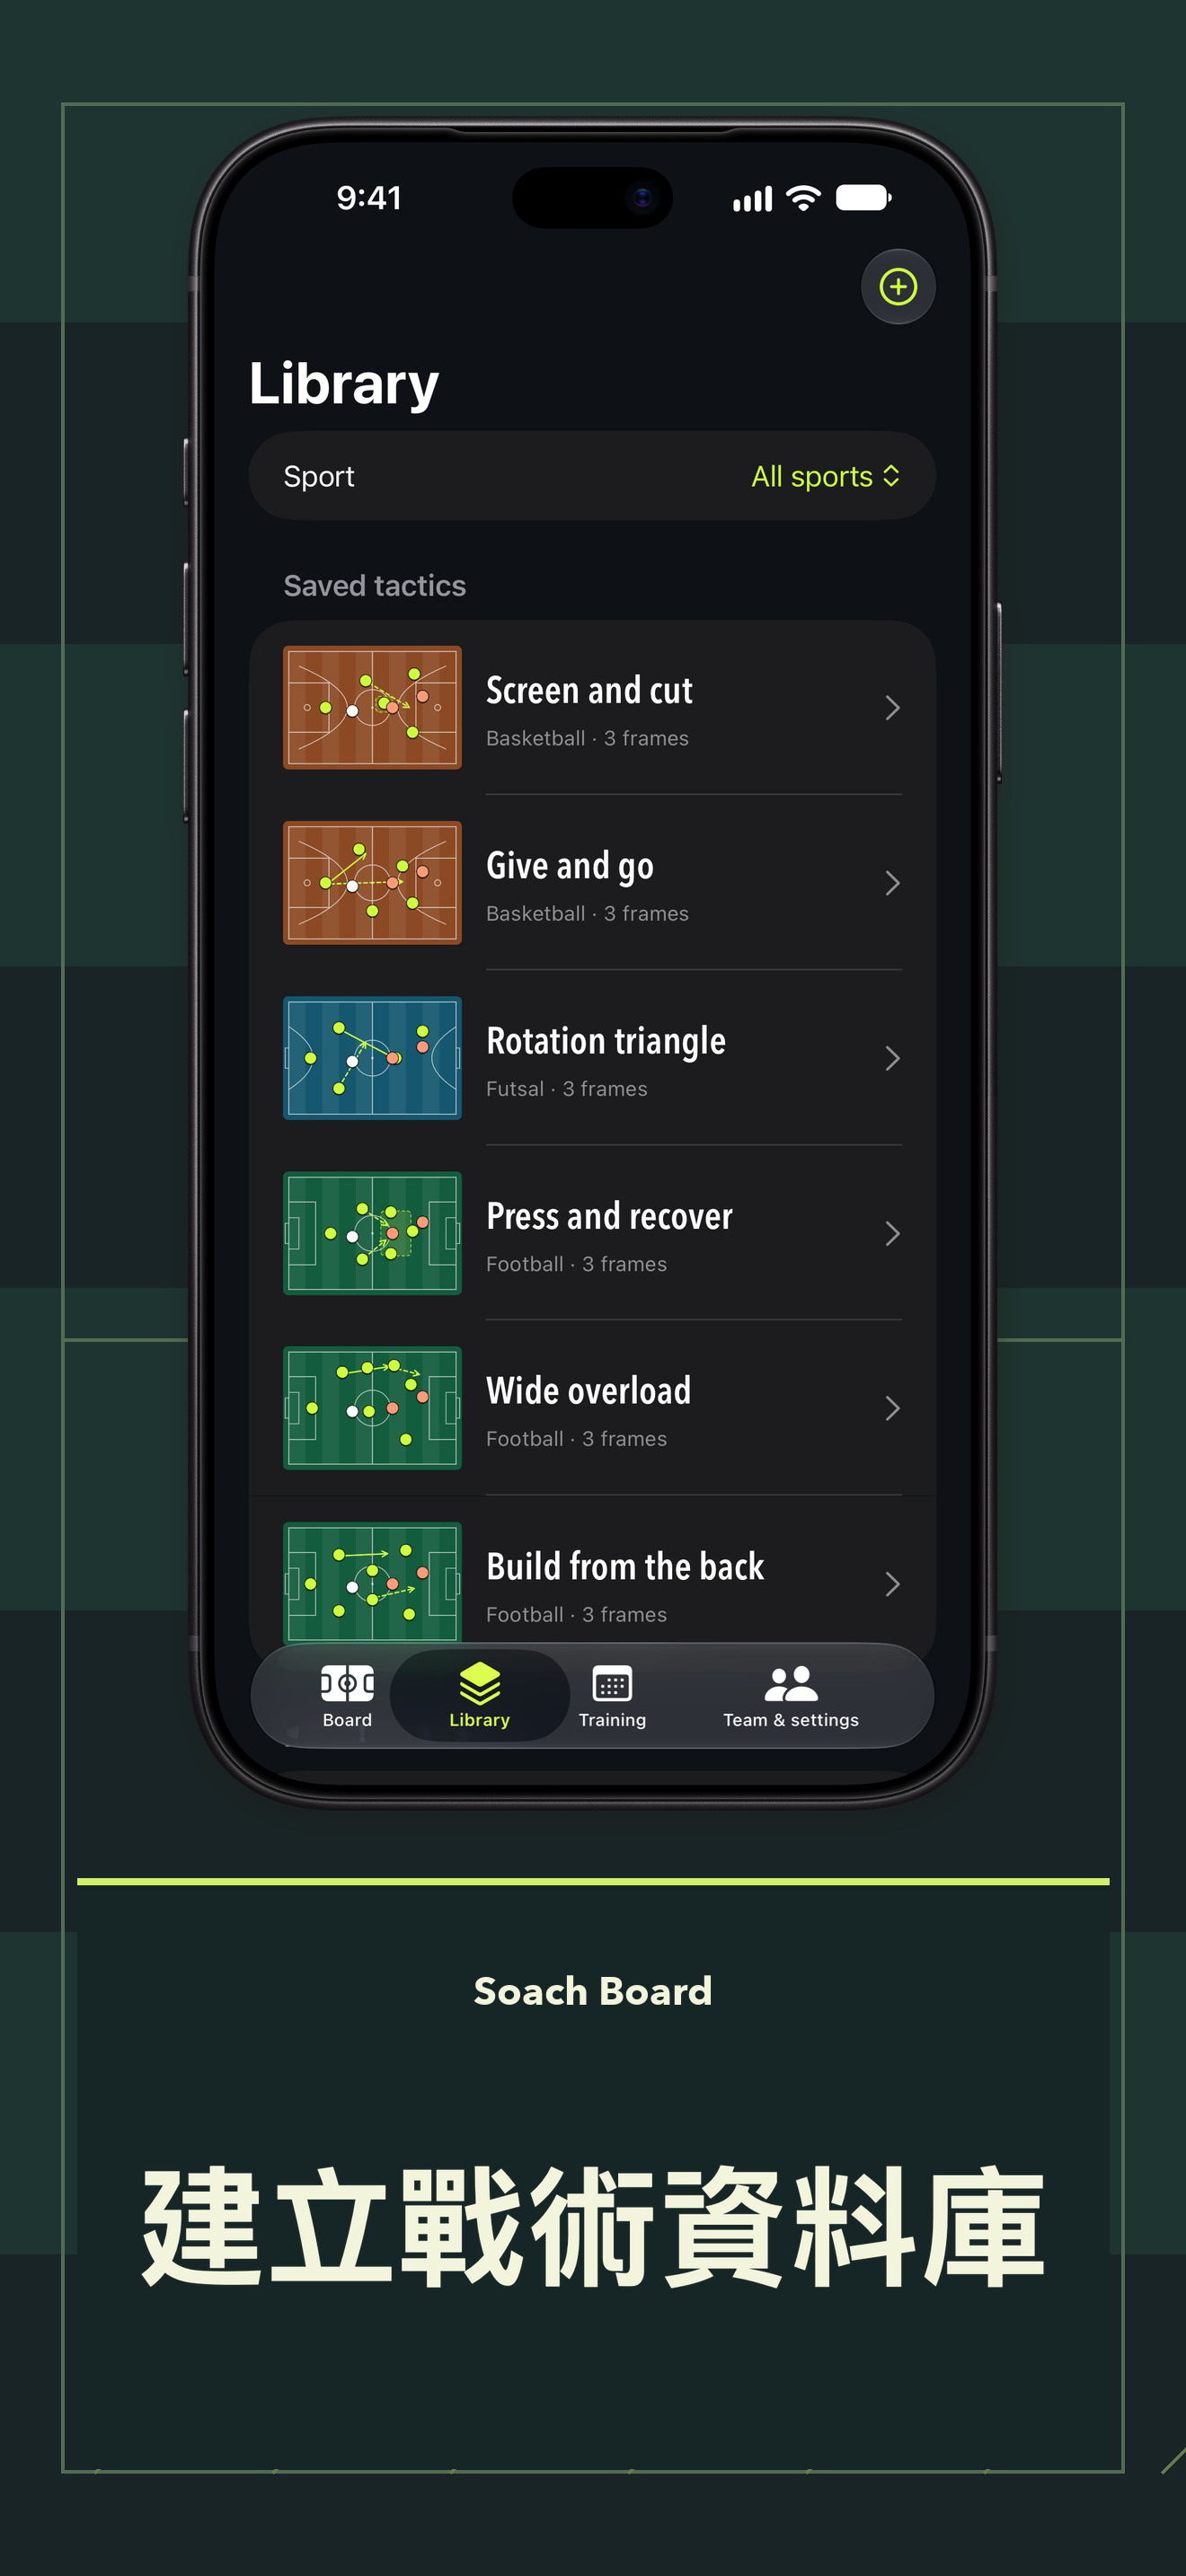 9:41
Library
Sport
All sports
Saved tactics
Screen and cut
Basketball · 3 frames
Give and go
Basketball · 3 frames
Rotation triangle
Futsal · 3 frames
Press and recover
Football · 3 frames
Wide overload
Football · 3 frames
Build from the back
Football · 3 frames
Board
Library
Training
Team & settings
Soach Board
建立戰術資料庫